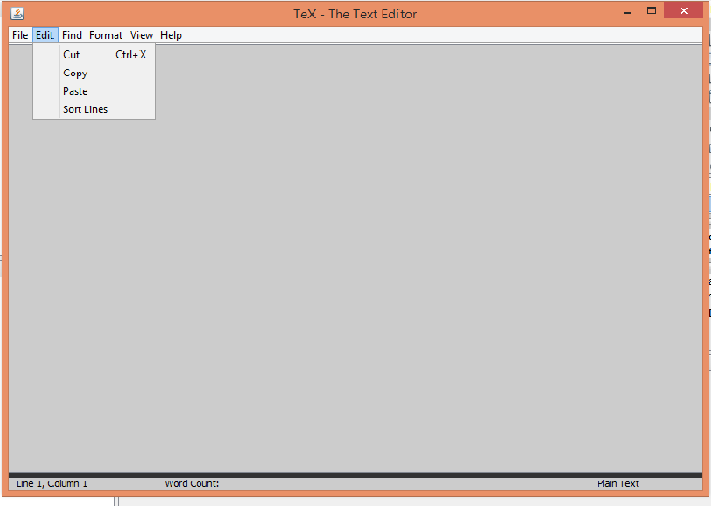 TeX - The Text Editor
File Edit Find Format View Help
Cut Ctrl+X
Copy
Paste
Sort Lines
Line 1, Column 1 Word Count: Plain Text